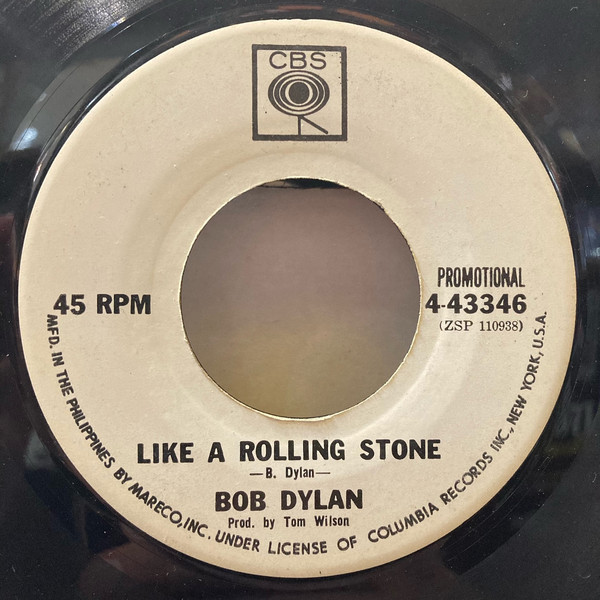 CBS
PROMOTIONAL
45 RPM
4-43346
(ZSP 110938)
LIKE A ROLLING STONE
—B. Dylan—
BOB DYLAN
Prod. by Tom Wilson
MFD. IN THE PHILIPPINES BY MARECO, INC. UNDER LICENSE OF COLUMBIA RECORDS INC., NEW YORK, U.S.A.